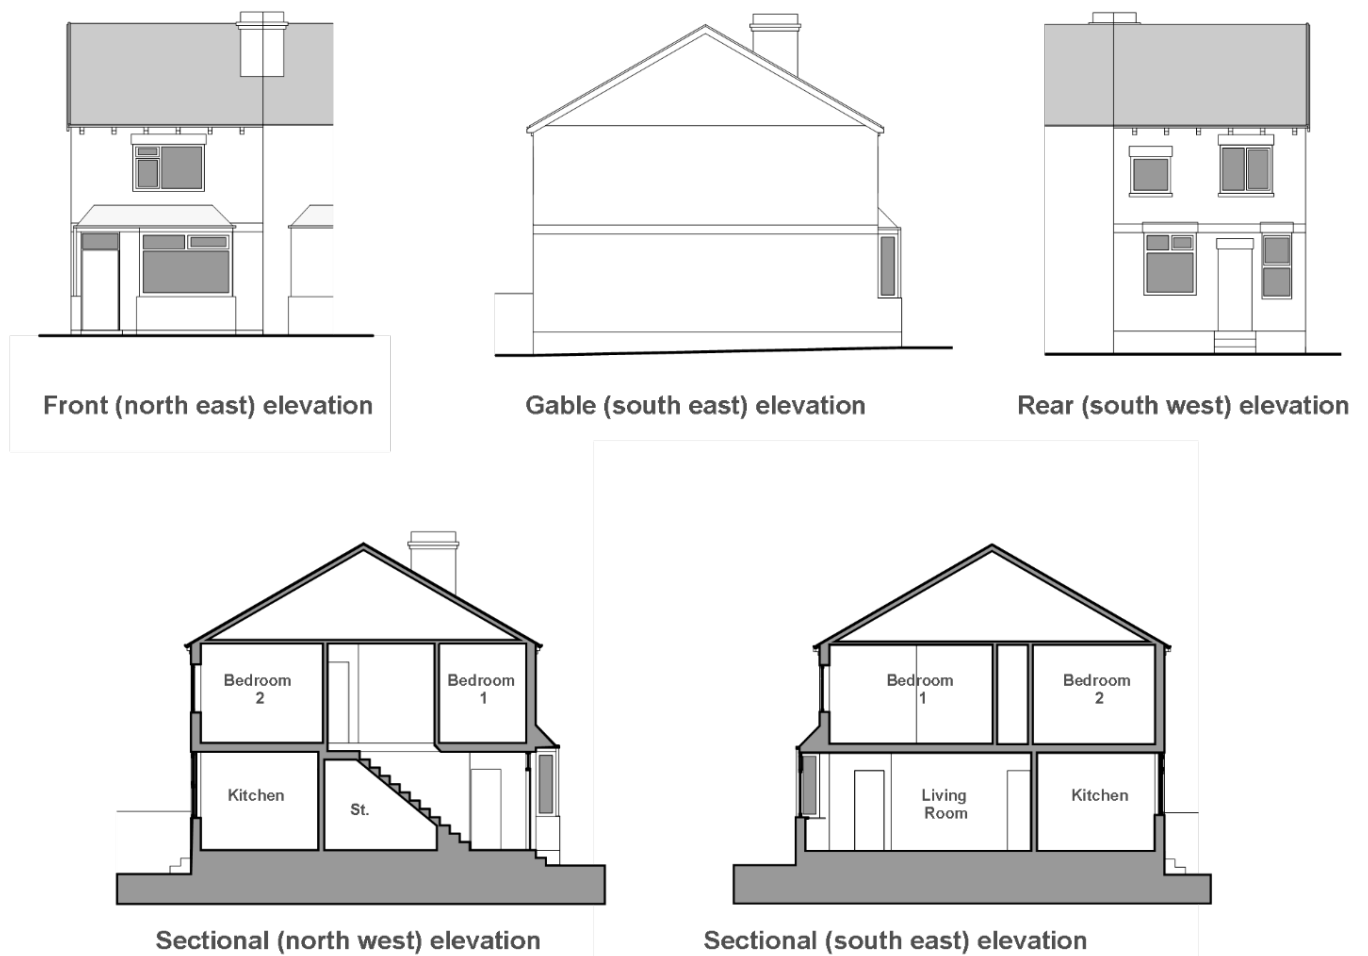 Front (north east) elevation
Gable (south east) elevation
Rear (south west) elevation
Bedroom
2
Bedroom
1
Kitchen
St.
Bedroom
1
Bedroom
2
Living
Room
Kitchen
Sectional (north west) elevation
Sectional (south east) elevation